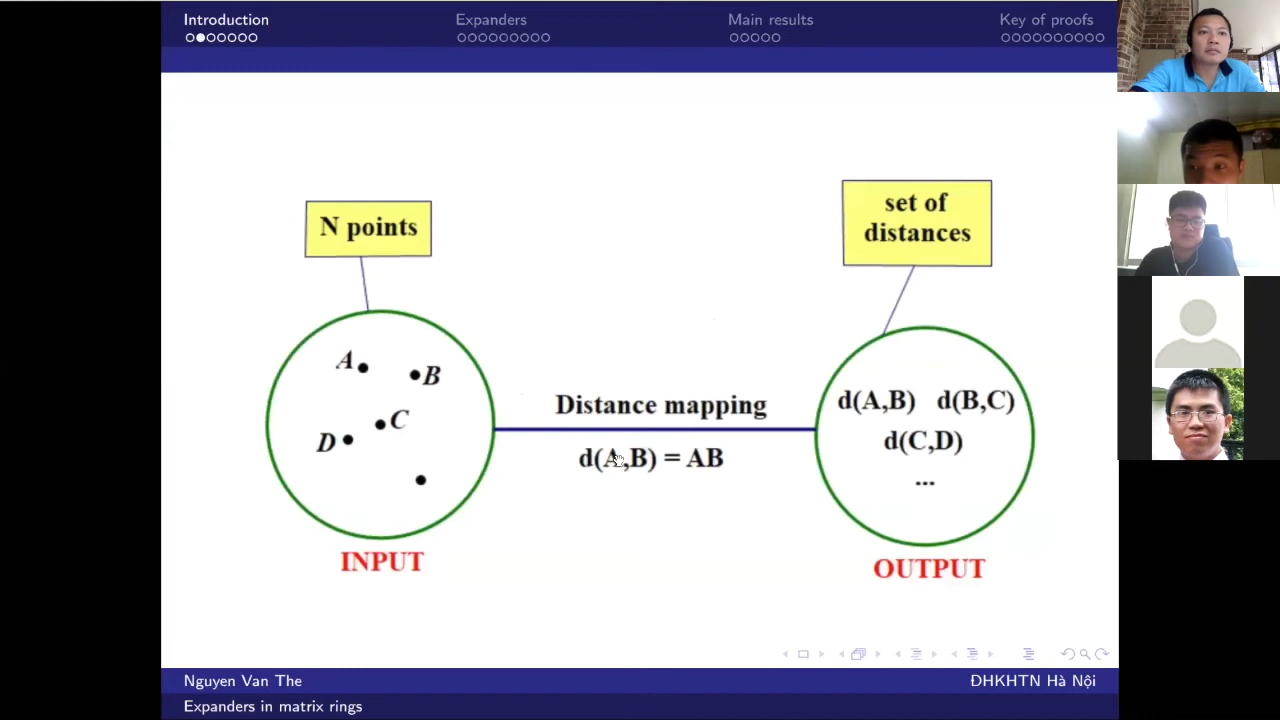 Introduction
Expanders
Main results
Key of proofs
N points
set of
distances
A
B
C
D
Distance mapping
d(A,B) = AB
d(A,B) d(B,C)
d(C,D)
...
INPUT
OUTPUT
Nguyen Van The
ĐHKHTN Hà Nội
Expanders in matrix rings